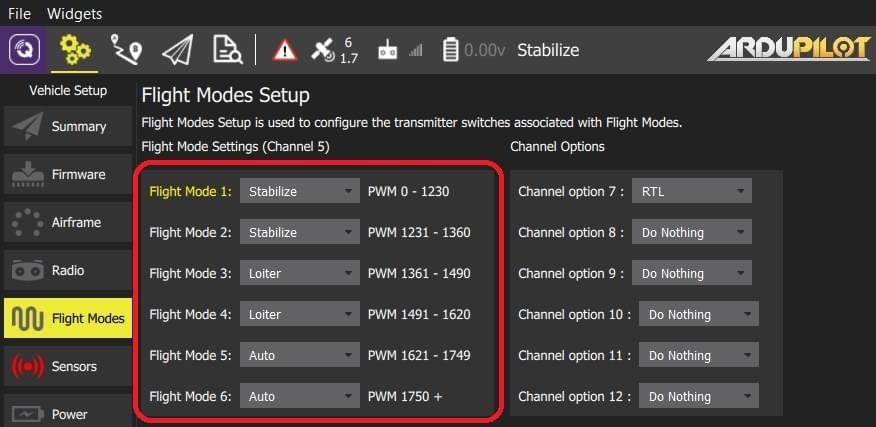 File Widgets
6
1.7
0.00v Stabilize
ARDUPILOT
Vehicle Setup
Summary
Firmware
Airframe
Radio
Flight Modes
Sensors
Power
Flight Modes Setup
Flight Modes Setup is used to configure the transmitter switches associated with Flight Modes.
Flight Mode Settings (Channel 5)
Flight Mode 1: Stabilize PWM 0 - 1230
Flight Mode 2: Stabilize PWM 1231 - 1360
Flight Mode 3: Loiter PWM 1361 - 1490
Flight Mode 4: Loiter PWM 1491 - 1620
Flight Mode 5: Auto PWM 1621 - 1749
Flight Mode 6: Auto PWM 1750 +
Channel Options
Channel option 7 : RTL
Channel option 8 : Do Nothing
Channel option 9 : Do Nothing
Channel option 10 : Do Nothing
Channel option 11 : Do Nothing
Channel option 12 : Do Nothing